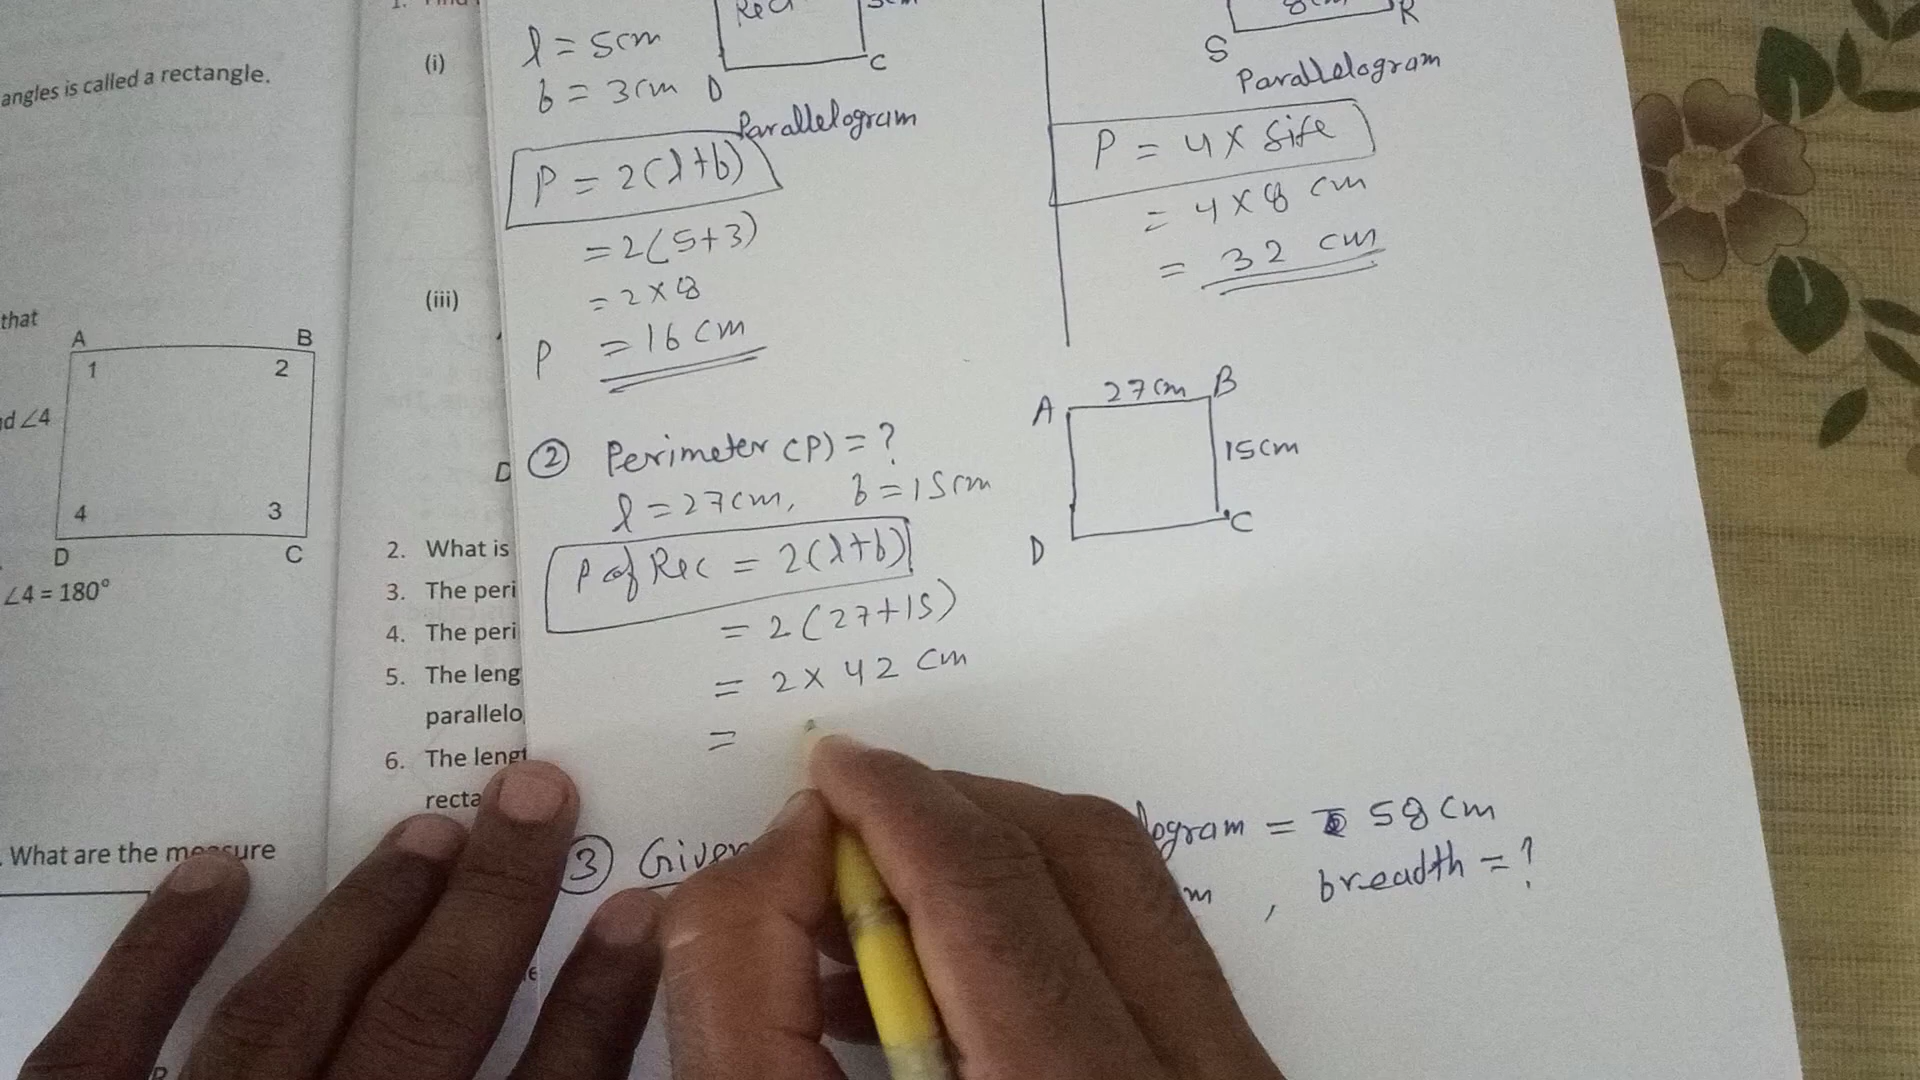 angles is called a rectangle.
that
A
B
1
2
∠4
4
3
D
C
∠4 = 180°
What are the measure
(i)
(iii)
D
2. What is
3. The peri
4. The peri
5. The leng
parallelo
6. The lengt
recta
l = 5cm
b = 3cm
D
C
Parallelogram
P = 2(l+b)
= 2(5+3)
= 2 × 8
P = 16 cm
S
R
Parallelogram
P = 4 × side
= 4 × 8 cm
= 32 cm
② Perimeter (P) = ?
l = 27cm, b = 15cm
P of Rec = 2(l+b)
= 2(27+15)
= 2 × 42 cm
=
A
27cm
B
15cm
C
D
③ Given
logram = 58 cm
m , breadth = ?